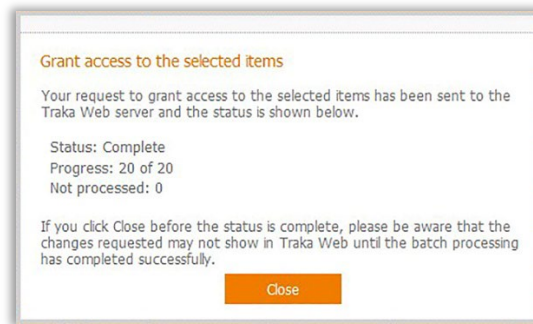 Grant access to the selected items
Your request to grant access to the selected items has been sent to the
Traka Web server and the status is shown below.
Status: Complete
Progress: 20 of 20
Not processed: 0
If you click Close before the status is complete, please be aware that the
changes requested may not show in Traka Web until the batch processing
has completed successfully.
Close